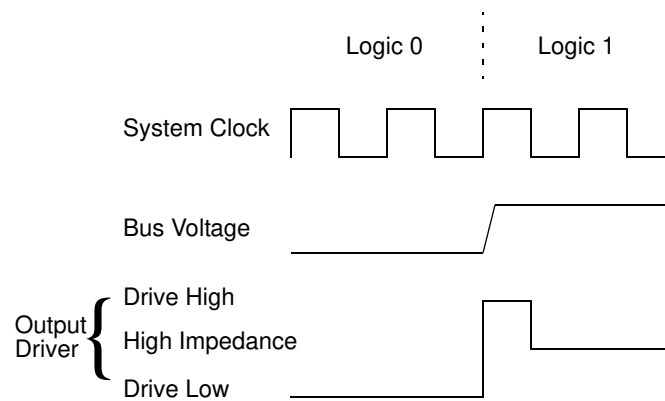 Logic 0
Logic 1
System Clock
Bus Voltage
Output
Driver
Drive High
High Impedance
Drive Low